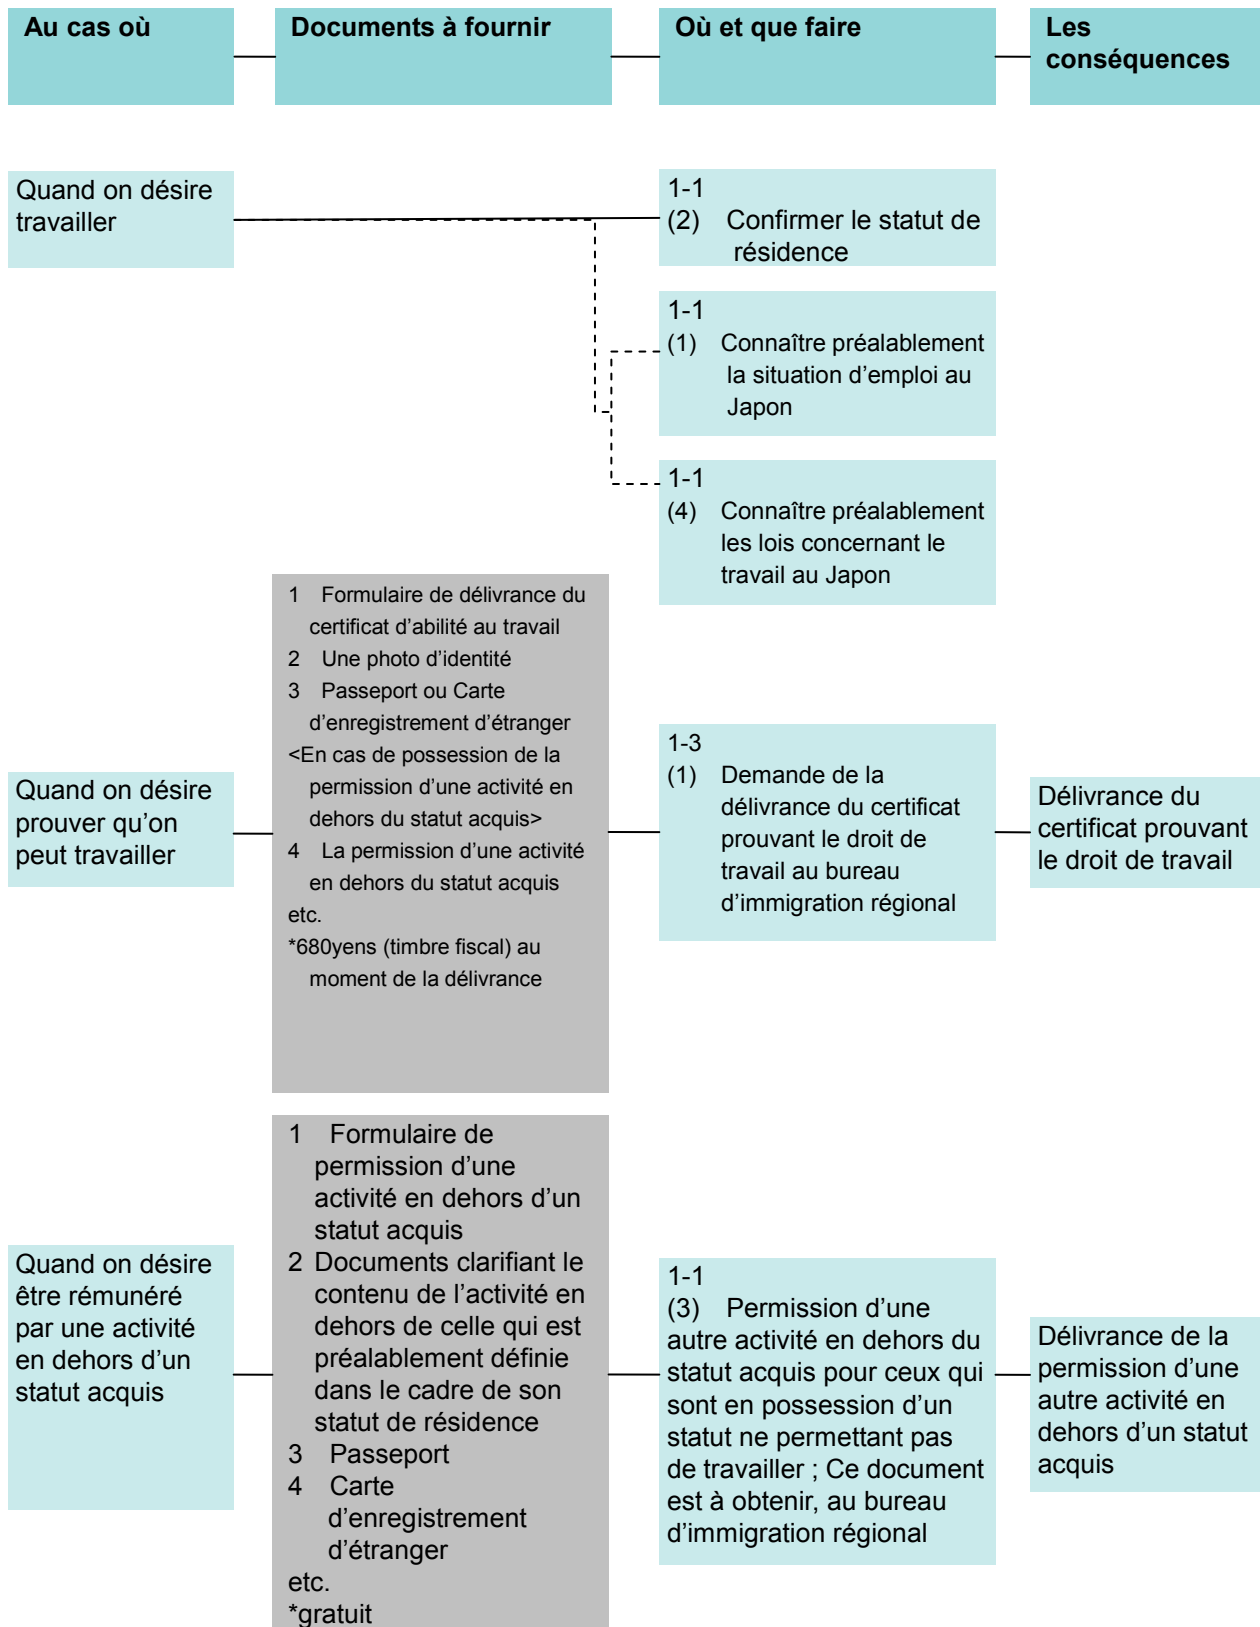 Au cas où
Documents à fournir
Où et que faire
Les
conséquences
Quand on désire
travailler
1-1
(2) Confirmer le statut de
résidence
1-1
(1) Connaître préalablement
la situation d’emploi au
Japon
1-1
(4) Connaître préalablement
les lois concernant le
travail au Japon
Quand on désire
prouver qu’on
peut travailler
1 Formulaire de délivrance du
certificat d’abilité au travail
2 Une photo d’identité
3 Passeport ou Carte
d’enregistrement d’étranger
<En cas de possession de la
permission d’une activité en
dehors du statut acquis>
4 La permission d’une activité
en dehors du statut acquis
etc.
*680yens (timbre fiscal) au
moment de la délivrance
1-3
(1) Demande de la
délivrance du certificat
prouvant le droit de
travail au bureau
d’immigration régional
Délivrance du
certificat prouvant
le droit de travail
Quand on désire
être rémunéré
par une activité
en dehors d’un
statut acquis
1 Formulaire de
permission d’une
activité en dehors d’un
statut acquis
2 Documents clarifiant le
contenu de l’activité en
dehors de celle qui est
préalablement définie
dans le cadre de son
statut de résidence
3 Passeport
4 Carte
d’enregistrement
d’étranger
etc.
*gratuit
1-1
(3) Permission d’une
autre activité en dehors du
statut acquis pour ceux qui
sont en possession d’un
statut ne permettant pas
de travailler ; Ce document
est à obtenir, au bureau
d’immigration régional
Délivrance de la
permission d’une
autre activité en
dehors d’un statut
acquis